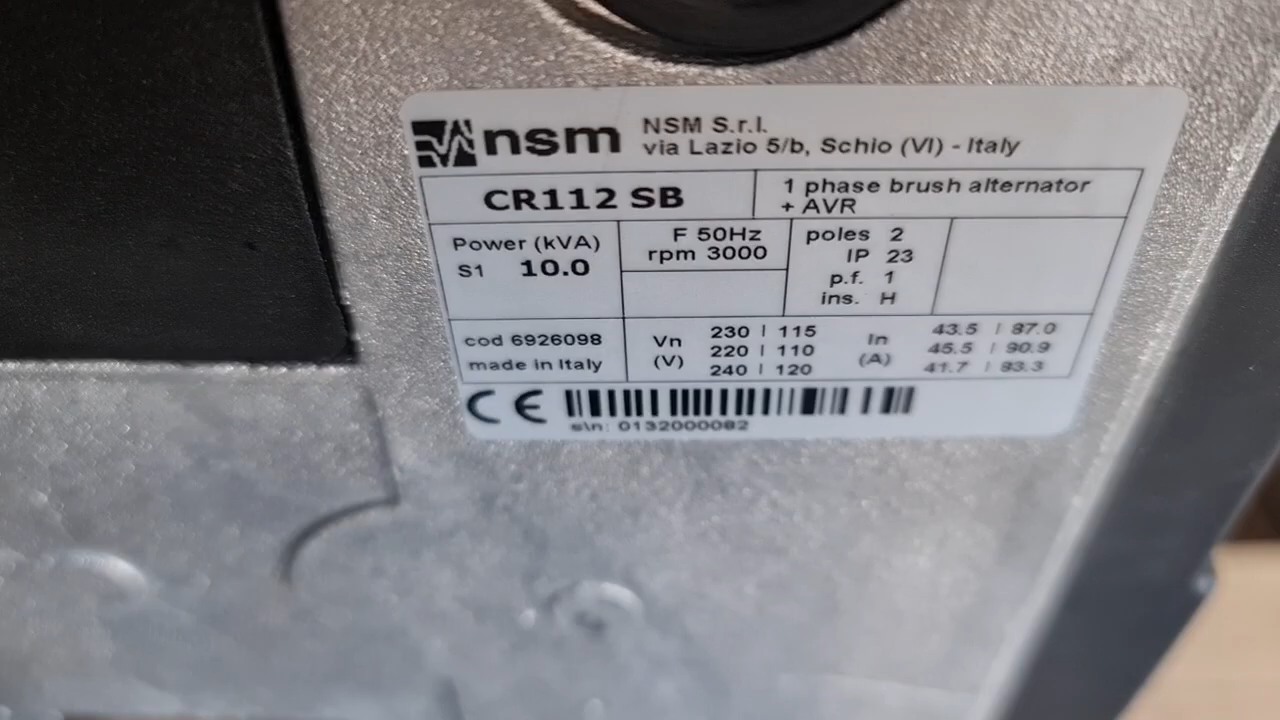 nsm
NSM S.r.l.
via Lazio 5/b, Schio (VI) - Italy
CR112 SB
1 phase brush alternator
+ AVR
Power (kVA)
S1 10.0
F 50Hz
rpm 3000
poles 2
IP 23
p.f. 1
ins. H
cod 6926098
made in Italy
Vn
(V)
230 | 115
220 | 110
240 | 120
In
(A)
43.5 | 87.0
45.5 | 90.9
41.7 | 83.3
CE
s\n: 0132000082